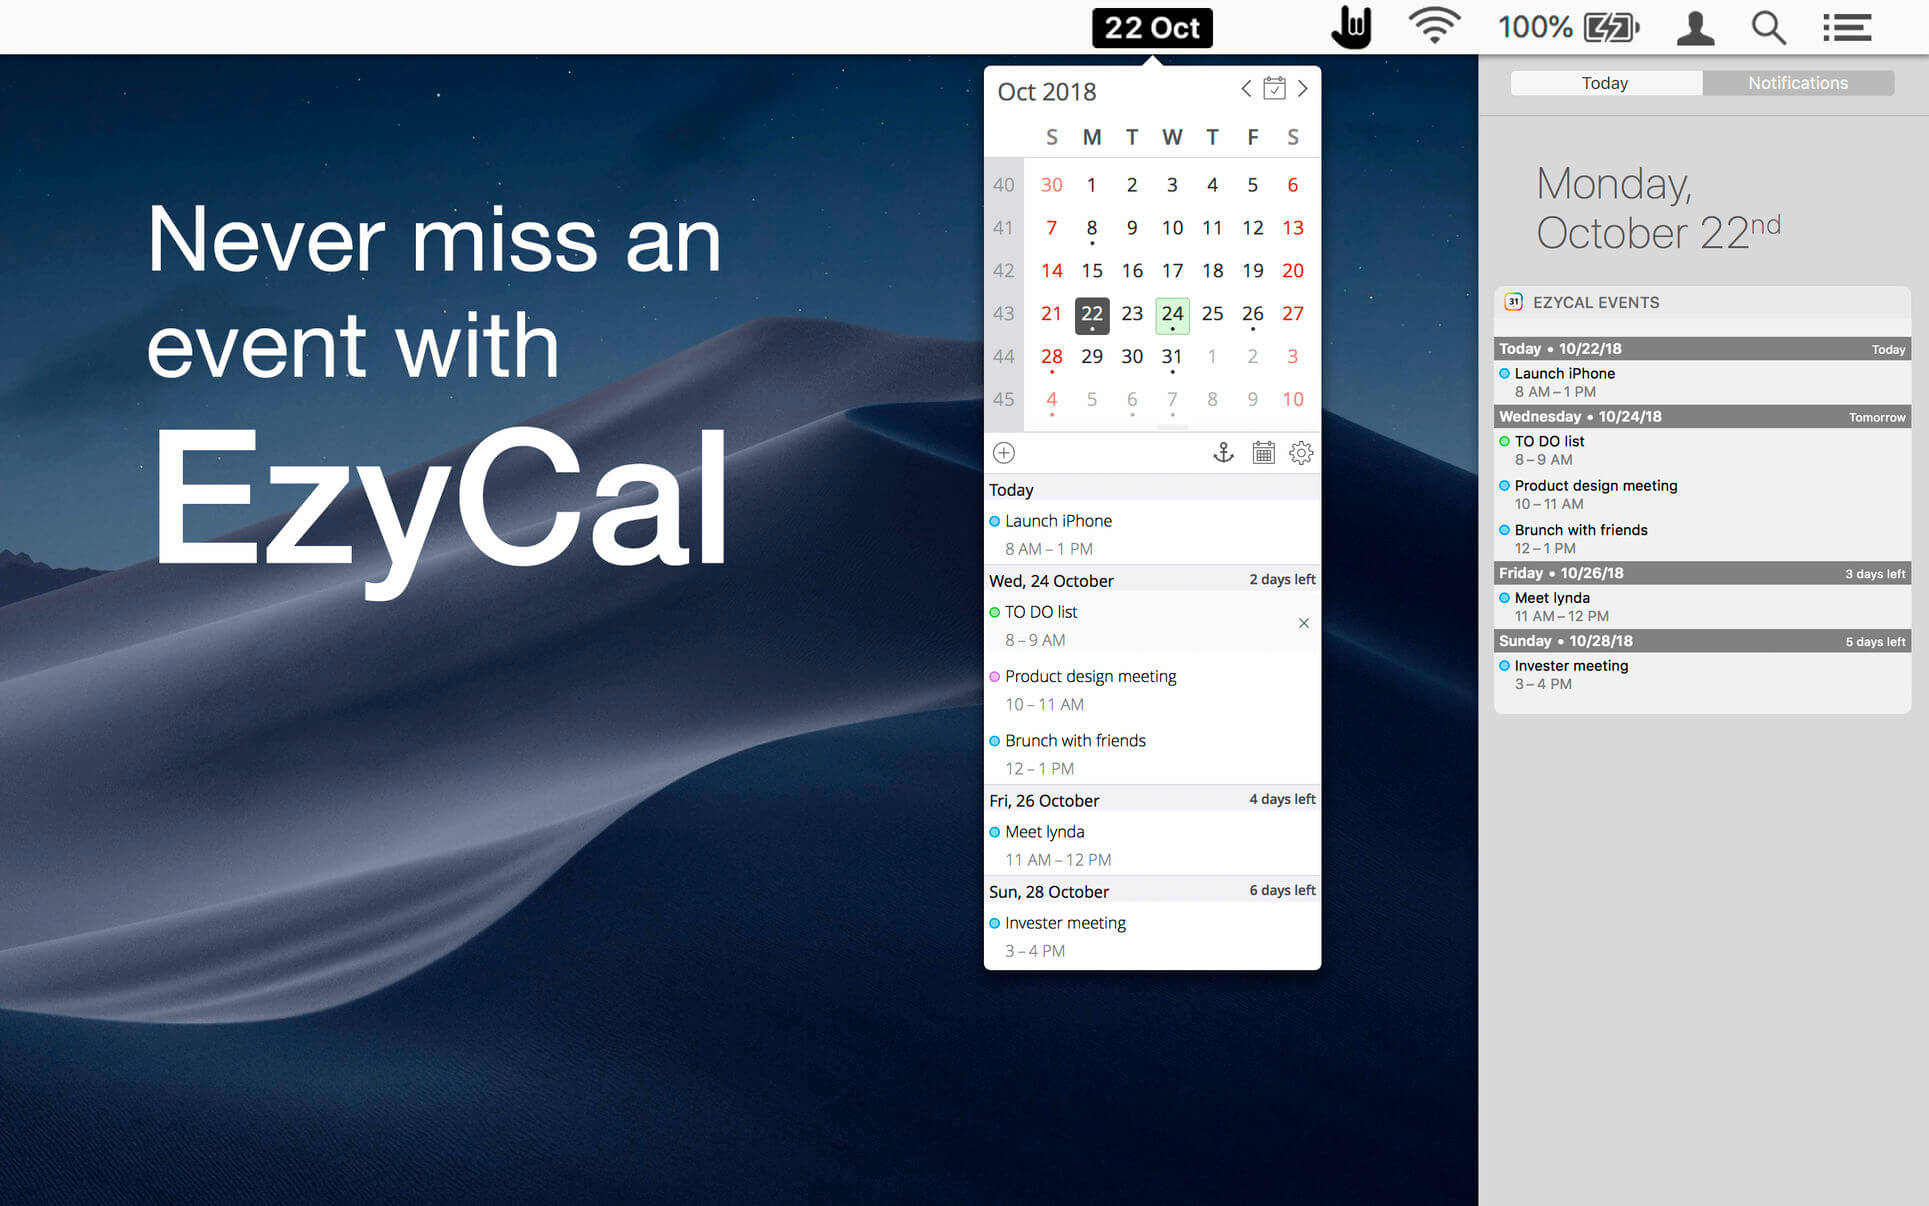 22 Oct
100%
Never miss an
event with
EzyCal
Oct 2018
S M T W T F S
40 30 1 2 3 4 5 6
41 7 8 9 10 11 12 13
42 14 15 16 17 18 19 20
43 21 22 23 24 25 26 27
44 28 29 30 31 1 2 3
45 4 5 6 7 8 9 10
Today
Launch iPhone
8 AM – 1 PM
Wed, 24 October 2 days left
TO DO list
8 – 9 AM
Product design meeting
10 – 11 AM
Brunch with friends
12 – 1 PM
Fri, 26 October 4 days left
Meet lynda
11 AM – 12 PM
Sun, 28 October 6 days left
Invester meeting
3 – 4 PM
Today Notifications
Monday,
October 22nd
31 EZYCAL EVENTS
Today • 10/22/18 Today
Launch iPhone
8 AM – 1 PM
Wednesday • 10/24/18 Tomorrow
TO DO list
8 – 9 AM
Product design meeting
10 – 11 AM
Brunch with friends
12 – 1 PM
Friday • 10/26/18 3 days left
Meet lynda
11 AM – 12 PM
Sunday • 10/28/18 5 days left
Invester meeting
3 – 4 PM